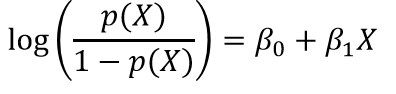 log(p(X)/(1 − p(X))) = β₀ + β₁X